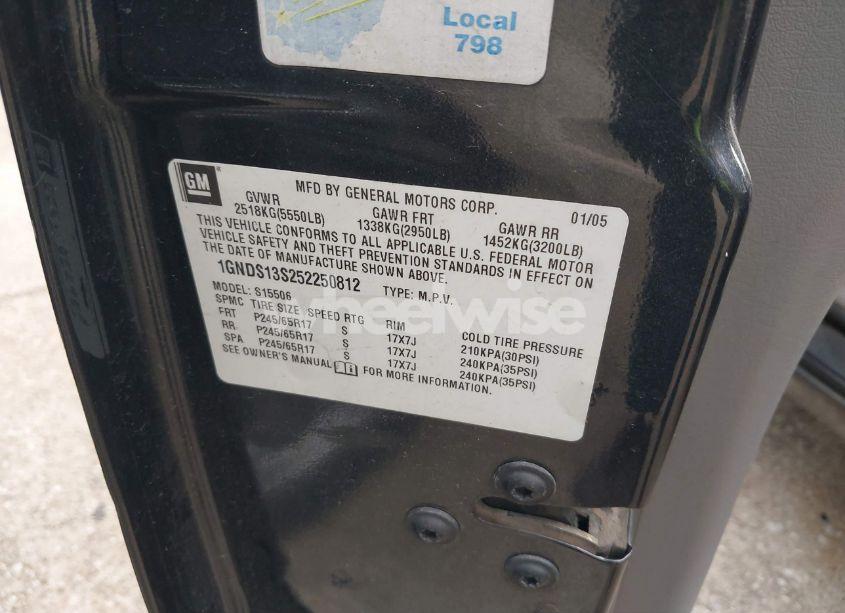 Local
798
GM
MFD BY GENERAL MOTORS CORP. 01/05
GVWR GAWR FRT GAWR RR
2518KG(5550LB) 1338KG(2950LB) 1452KG(3200LB)
THIS VEHICLE CONFORMS TO ALL APPLICABLE U.S. FEDERAL MOTOR
VEHICLE SAFETY AND THEFT PREVENTION STANDARDS IN EFFECT ON
THE DATE OF MANUFACTURE SHOWN ABOVE.
1GNDS13S252250812 TYPE: M.P.V.
MODEL: S15506
SPMC TIRE SIZE SPEED RTG RIM COLD TIRE PRESSURE
FRT P245/65R17 S 17X7J 210KPA(30PSI)
RR. P245/65R17 S 17X7J 240KPA(35PSI)
SPA P245/65R17 S 17X7J 240KPA(35PSI)
SEE OWNER'S MANUAL FOR MORE INFORMATION.
wheelwise